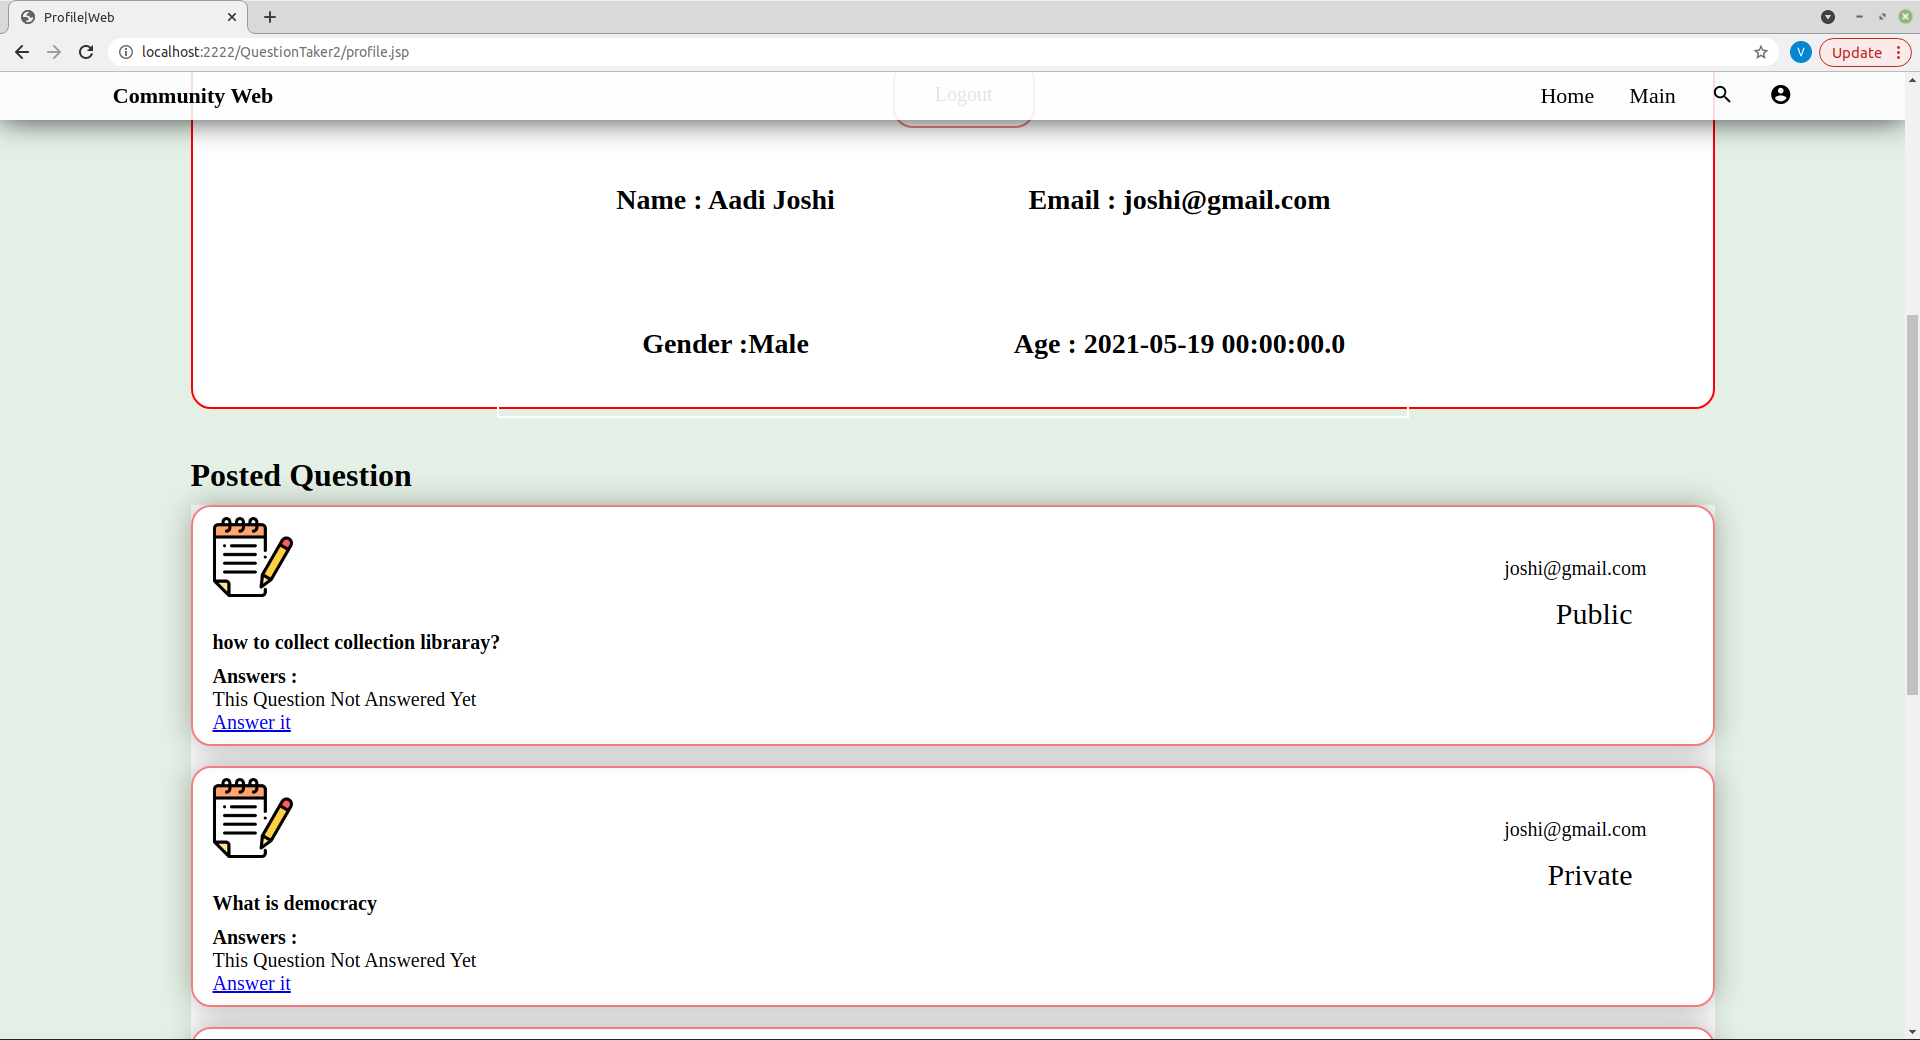 Profile|Web
localhost:2222/QuestionTaker2/profile.jsp
V
Update
Community Web
Logout
Home
Main
Name : Aadi Joshi
Email : joshi@gmail.com
Gender :Male
Age : 2021-05-19 00:00:00.0
Posted Question
joshi@gmail.com
Public
how to collect collection libraray?
Answers :
This Question Not Answered Yet
Answer it
joshi@gmail.com
Private
What is democracy
Answers :
This Question Not Answered Yet
Answer it